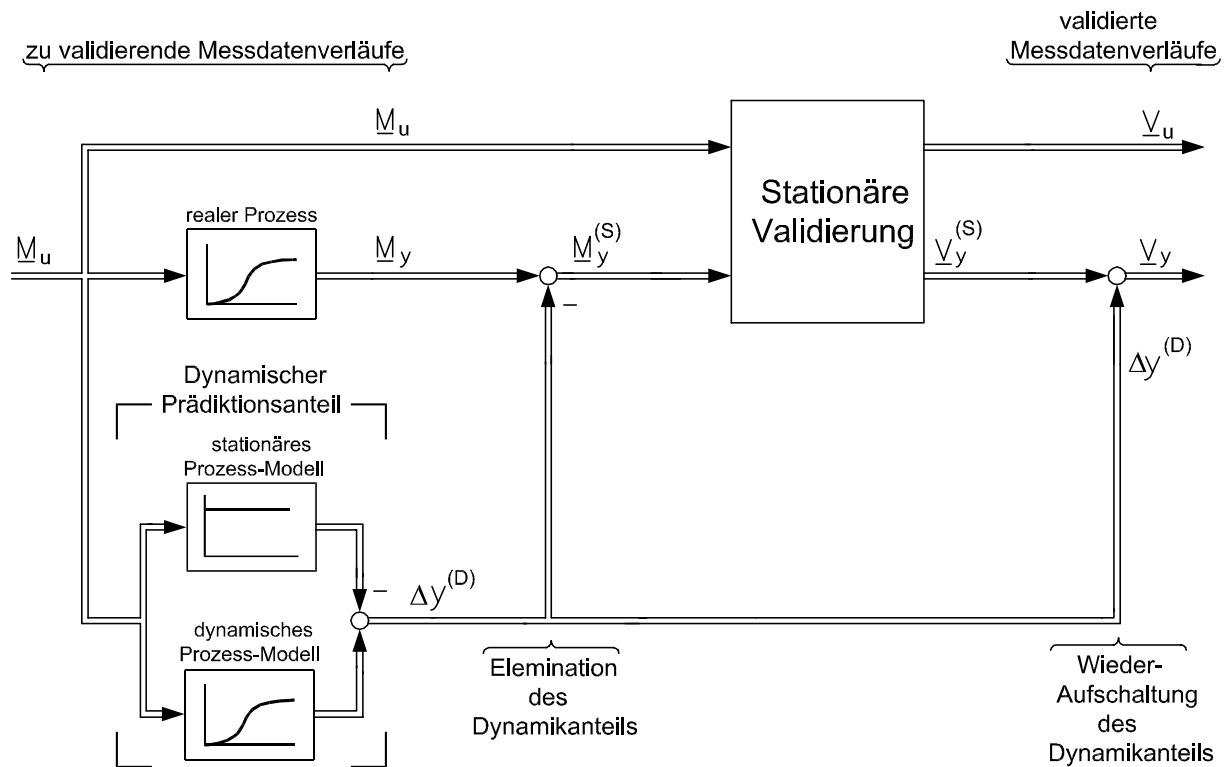 validierte
zu validierende Messdatenverläufe
Messdatenverläufe
M_u
V_u
Stationäre
Validierung
realer Prozess
M_u
M_y
M_y^(S)
V_y^(S)
V_y
–
Δy^(D)
Dynamischer
Prädiktionsanteil
stationäres
Prozess-Modell
–
Δy^(D)
dynamisches
Prozess-Modell
Elemination
des
Dynamikanteils
Wieder-
Aufschaltung
des
Dynamikanteils